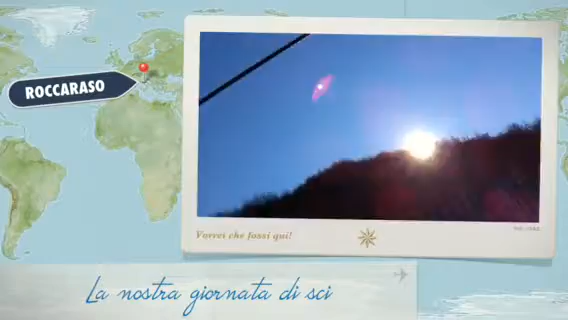 ROCCARASO
Vorrei che fossi qui!
La nostra giornata di sci